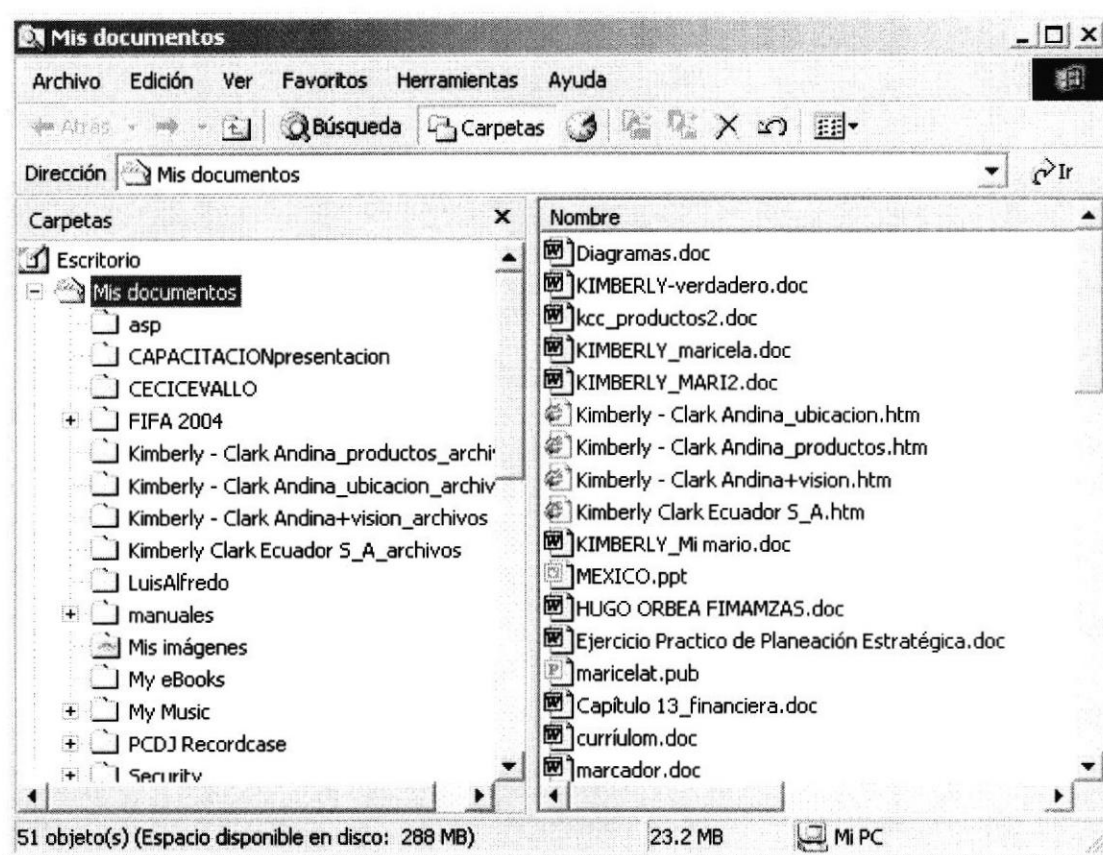 Mis documentos
Archivo Edición Ver Favoritos Herramientas Ayuda
Atrás Búsqueda Carpetas
Dirección Mis documentos Ir
Carpetas
Escritorio
Mis documentos
asp
CAPACITACIONpresentacion
CECICEVALLO
FIFA 2004
Kimberly - Clark Andina_productos_archi
Kimberly - Clark Andina_ubicacion_archiv
Kimberly - Clark Andina+vision_archivos
Kimberly Clark Ecuador S_A_archivos
LuisAlfredo
manuales
Mis imágenes
My eBooks
My Music
PCDJ Recordcase
Security
Nombre
Diagramas.doc
KIMBERLY-verdadero.doc
kcc_productos2.doc
KIMBERLY_maricela.doc
KIMBERLY_MARI2.doc
Kimberly - Clark Andina_ubicacion.htm
Kimberly - Clark Andina_productos.htm
Kimberly - Clark Andina+vision.htm
Kimberly Clark Ecuador S_A.htm
KIMBERLY_Mi mario.doc
MEXICO.ppt
HUGO ORBEA FIMAMZAS.doc
Ejercicio Practico de Planeación Estratégica.doc
maricelat.pub
Capítulo 13_financiera.doc
curríulom.doc
marcador.doc
51 objeto(s) (Espacio disponible en disco: 288 MB) 23.2 MB Mi PC